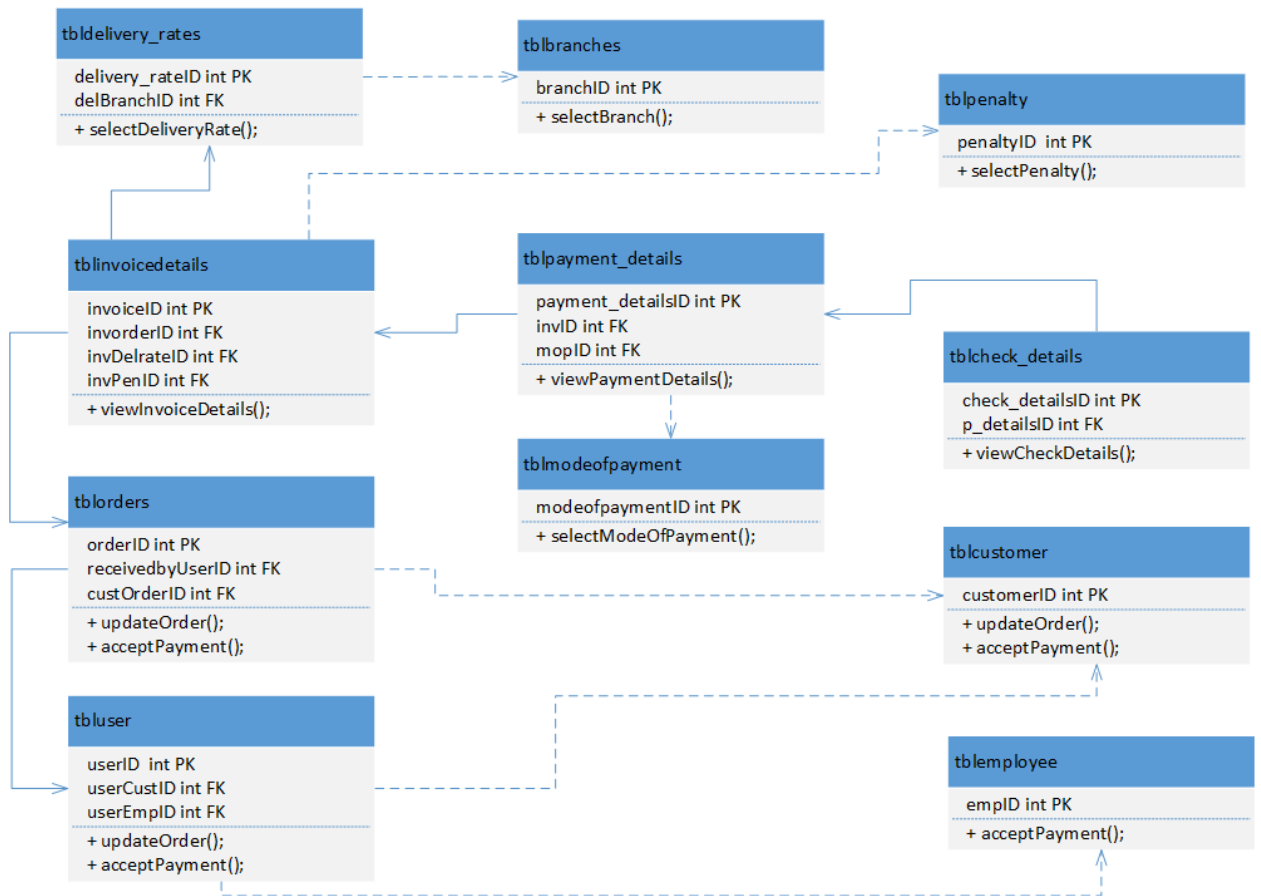 tbldelivery_rates
delivery_rateID int PK
delBranchID int FK
+ selectDeliveryRate();
tblbranches
branchID int PK
+ selectBranch();
tblpenalty
penaltyID int PK
+ selectPenalty();
tblinvoicedetails
invoiceID int PK
invorderID int FK
invDelrateID int FK
invPenID int FK
+ viewInvoiceDetails();
tblpayment_details
payment_detailsID int PK
invID int FK
mopID int FK
+ viewPaymentDetails();
tblcheck_details
check_detailsID int PK
p_detailsID int FK
+ viewCheckDetails();
tblmodeofpayment
modeofpaymentID int PK
+ selectModeOfPayment();
tblorders
orderID int PK
receivedbyUserID int FK
custOrderID int FK
+ updateOrder();
+ acceptPayment();
tblcustomer
customerID int PK
+ updateOrder();
+ acceptPayment();
tbluser
userID int PK
userCustID int FK
userEmpID int FK
+ updateOrder();
+ acceptPayment();
tblemployee
empID int PK
+ acceptPayment();